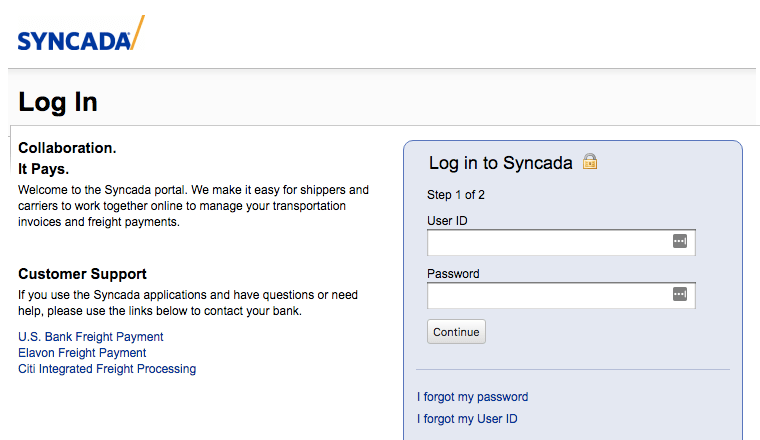 SYNCADA
Log In
Collaboration.
It Pays.
Welcome to the Syncada portal. We make it easy for shippers and
carriers to work together online to manage your transportation
invoices and freight payments.
Customer Support
If you use the Syncada applications and have questions or need
help, please use the links below to contact your bank.
U.S. Bank Freight Payment
Elavon Freight Payment
Citi Integrated Freight Processing
Log in to Syncada
Step 1 of 2
User ID
Password
Continue
I forgot my password
I forgot my User ID